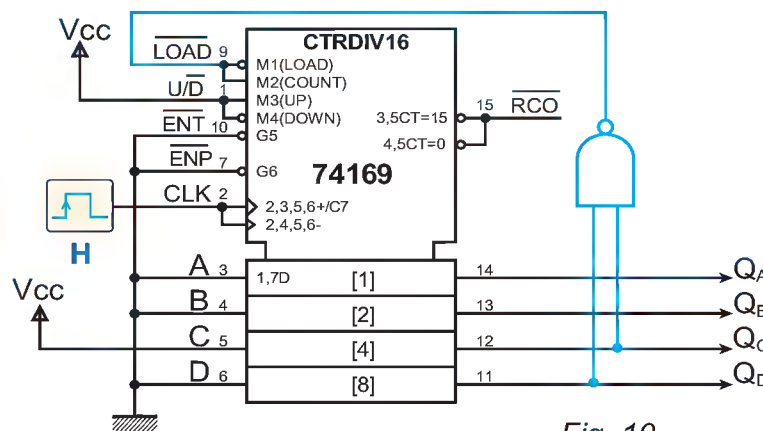 Vcc
CTRDIV16
LOAD 9 M1(LOAD)
M2(COUNT)
U/D 1 M3(UP)
M4(DOWN)
ENT 10 G5
ENP 7 G6
3,5CT=15 15 RCO
4,5CT=0
74169
CLK 2 2,3,5,6+/C7
2,4,5,6-
H
A 3 1,7D [1] 14 QA
Vcc
B 4 [2] 13 QB
C 5 [4] 12 QC
D 6 [8] 11 QD
Fig. 10